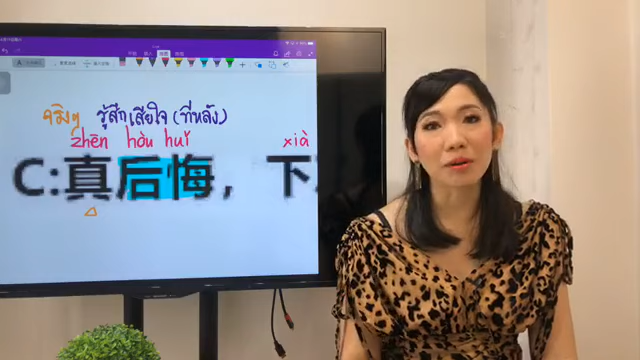 จริงๆ รู้สึกเสียใจ (ทีหลัง)
zhēn hòu huǐ xià
C:真后悔，下